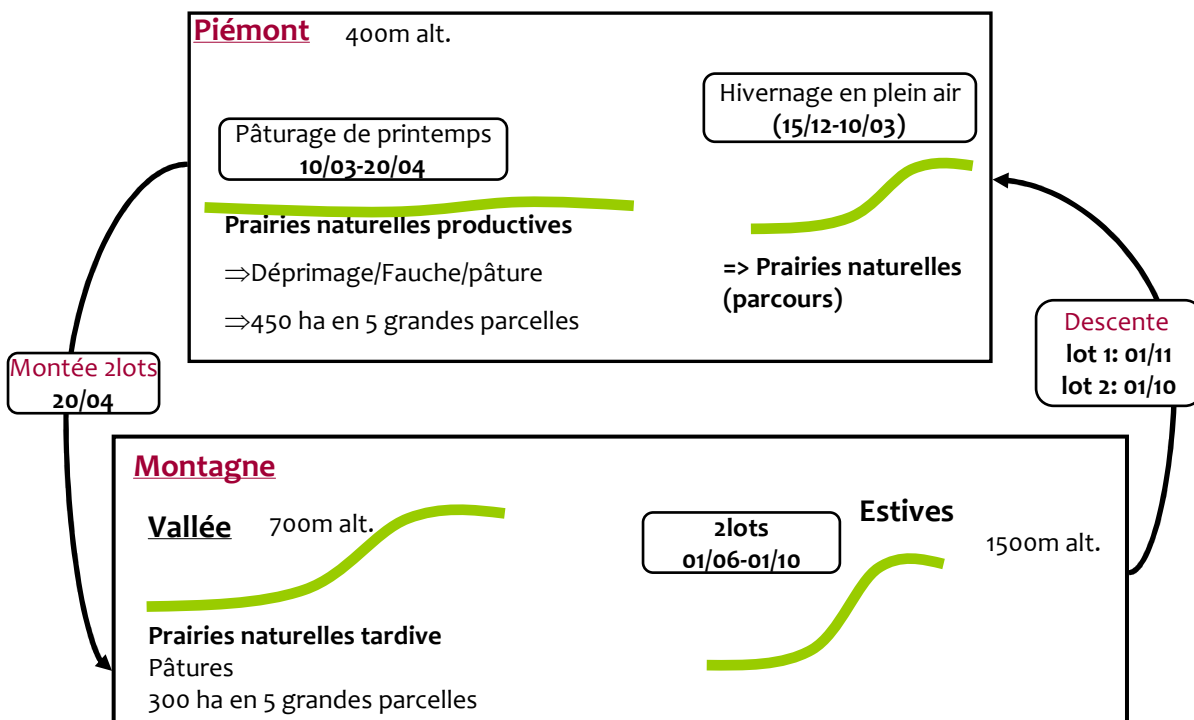 Piémont 400m alt.
Hivernage en plein air
(15/12-10/03)
Pâturage de printemps
10/03-20/04
Prairies naturelles productives
⇒Déprimage/Fauche/pâture
⇒450 ha en 5 grandes parcelles
=> Prairies naturelles
(parcours)
Descente
lot 1: 01/11
lot 2: 01/10
Montée 2lots
20/04
Montagne
Vallée 700m alt.
2lots
01/06-01/10
Estives
1500m alt.
Prairies naturelles tardive
Pâtures
300 ha en 5 grandes parcelles